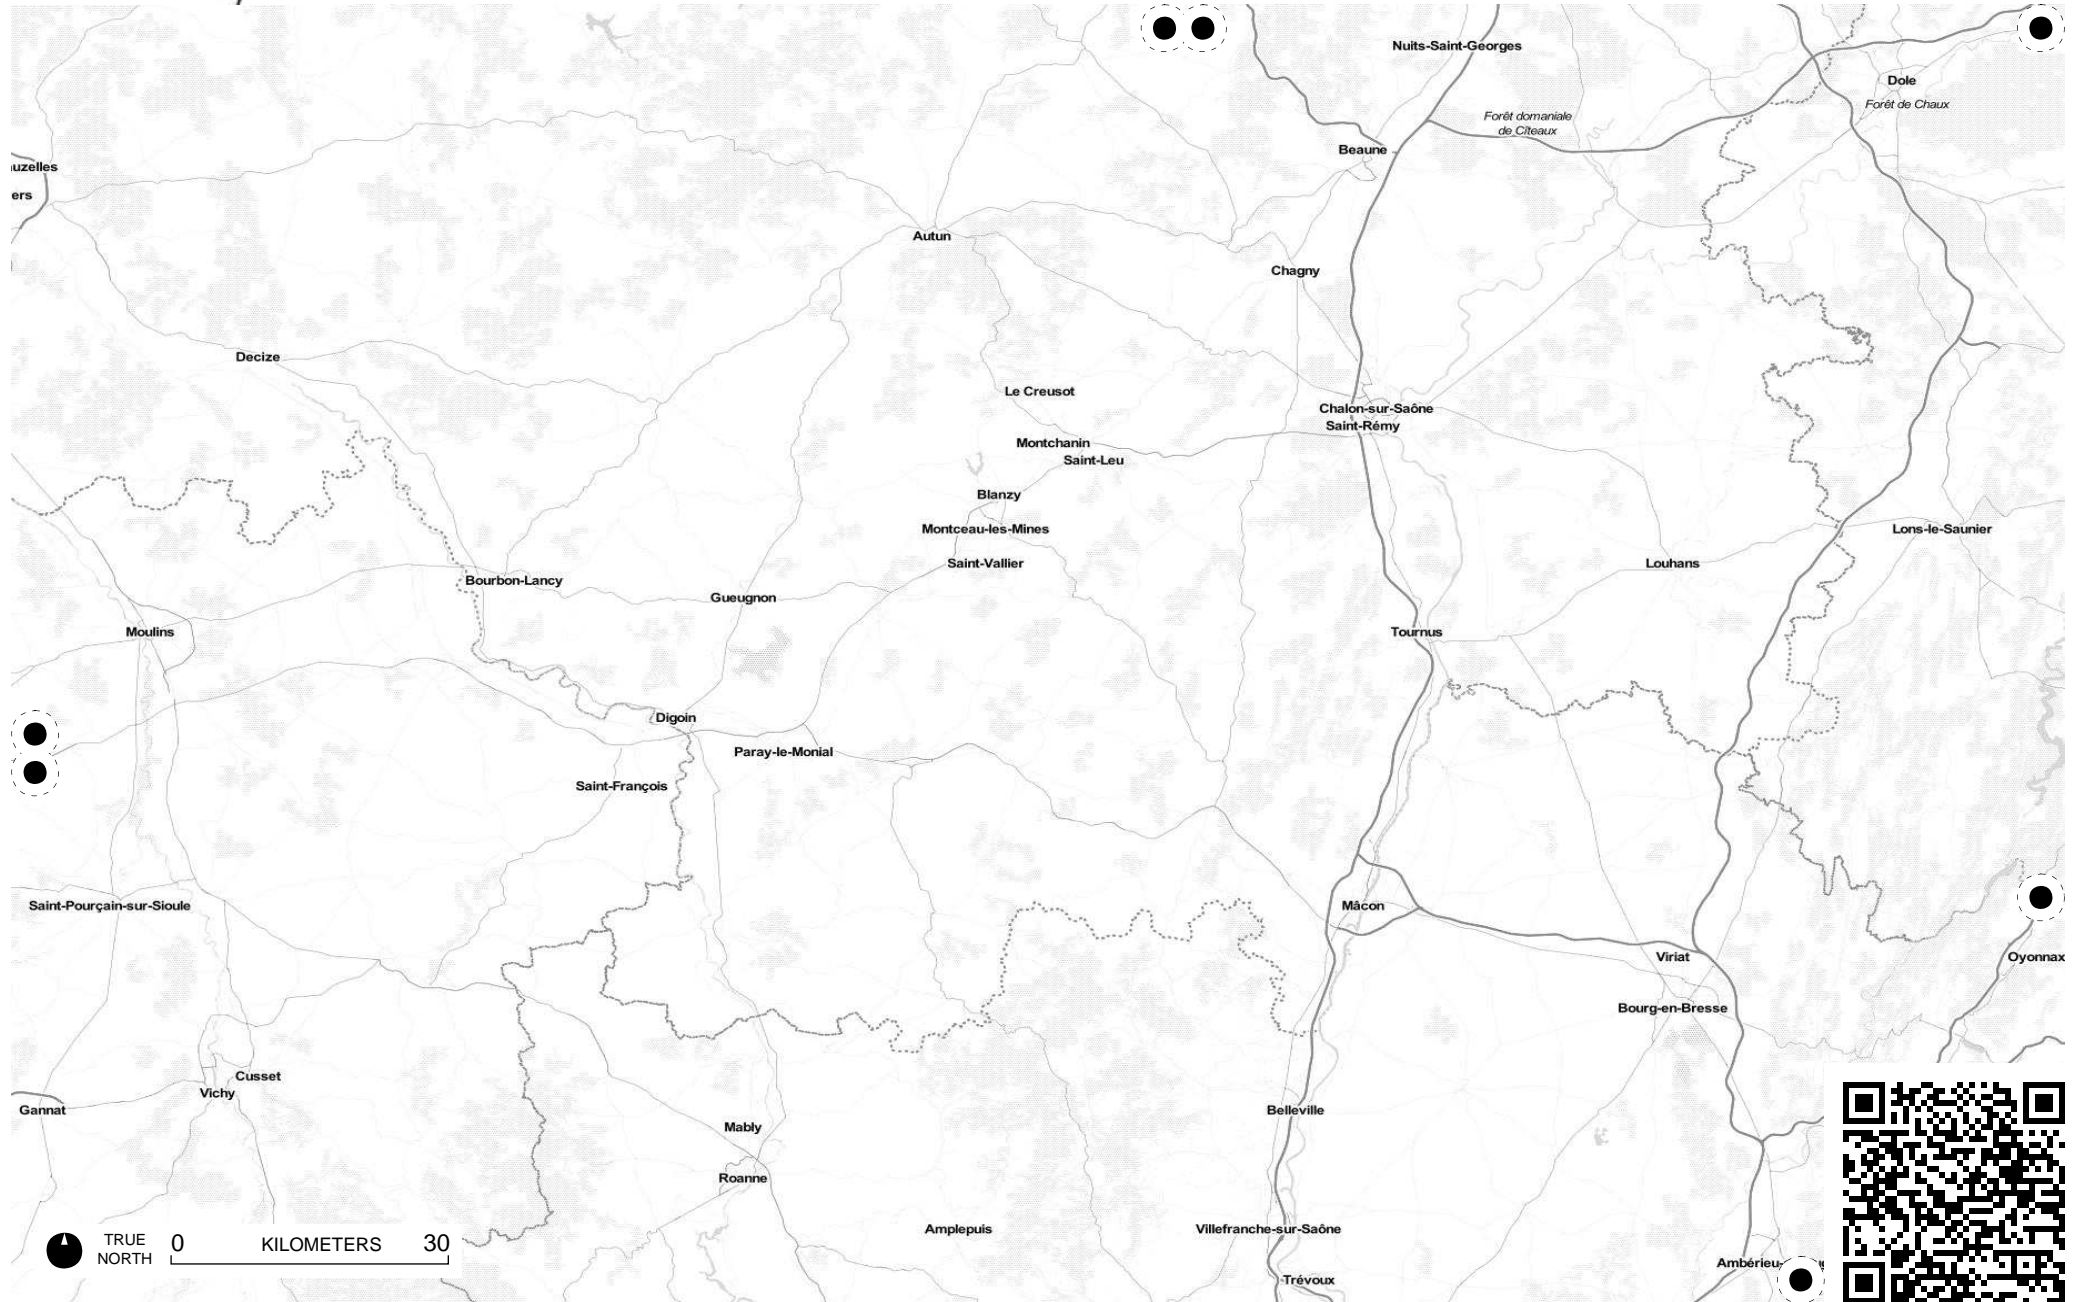 Nuits-Saint-Georges
Dole
Forêt de Chaux
Forêt domaniale
de Cîteaux
Beaune
uzelles
ers
Autun
Chagny
Decize
Le Creusot
Chalon-sur-Saône
Saint-Rémy
Montchanin
Saint-Leu
Blanzy
Montceau-les-Mines
Lons-le-Saunier
Saint-Vallier
Louhans
Bourbon-Lancy
Gueugnon
Moulins
Tournus
Digoin
Paray-le-Monial
Saint-François
Saint-Pourçain-sur-Sioule
Mâcon
Viriat
Oyonnax
Bourg-en-Bresse
Cusset
Vichy
Gannat
Belleville
Mably
Roanne
Amplepuis
Villefranche-sur-Saône
TRUE
NORTH
0 KILOMETERS 30
Ambérieu-
Trévoux